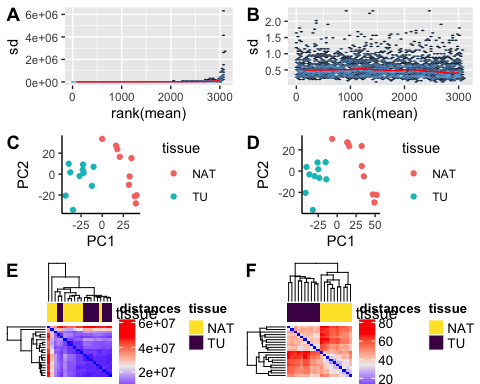 A
sd
6e+06
4e+06
2e+06
0e+00
0 1000 2000 3000
rank(mean)
B
sd
2.0
1.5
1.0
0.5
0 1000 2000 3000
rank(mean)
C
PC2
20
0
-20
-25 0 25
PC1
tissue
NAT
TU
D
PC2
20
0
-20
-25 0 25 50
PC1
tissue
NAT
TU
E
tissue
distances
6e+07
4e+07
2e+07
tissue
NAT
TU
F
tissue
distances
80
60
40
20
tissue
NAT
TU